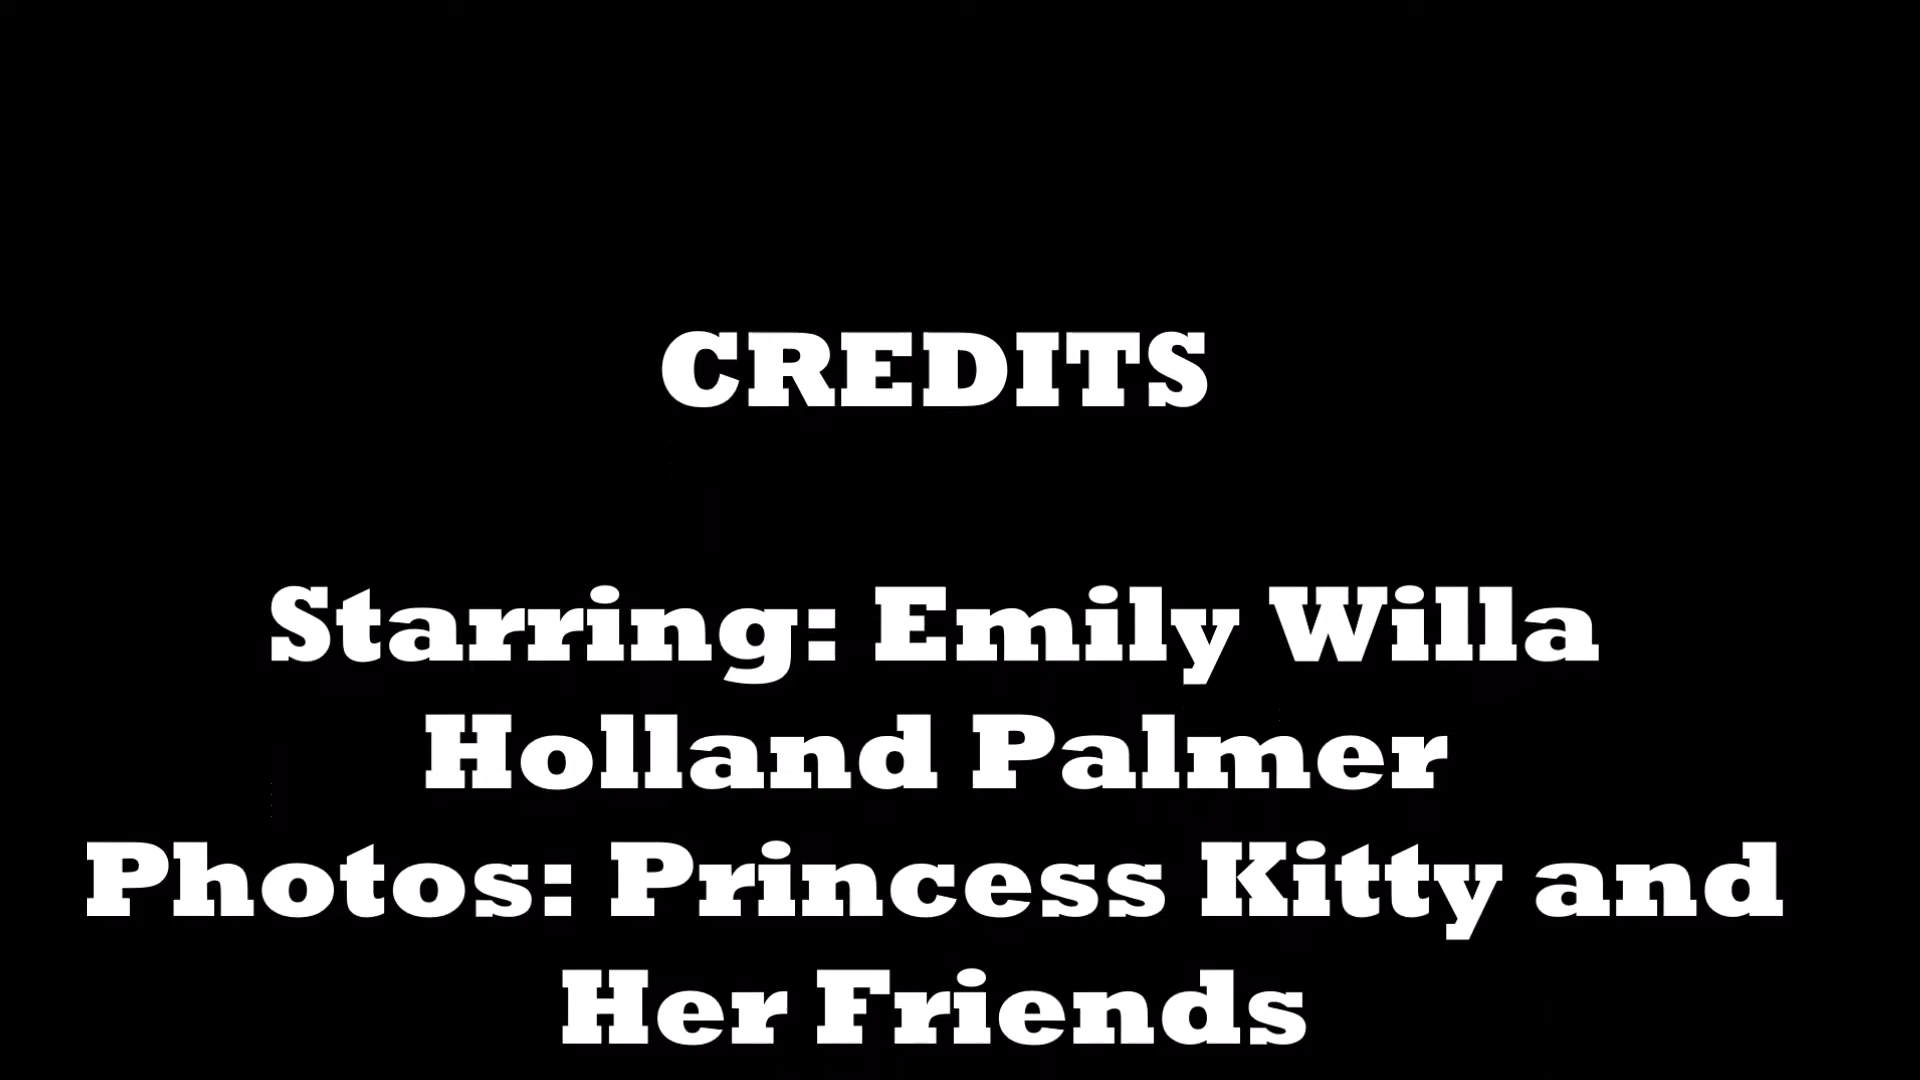 CREDITS
Starring: Emily Willa
Holland Palmer
Photos: Princess Kitty and
Her Friends